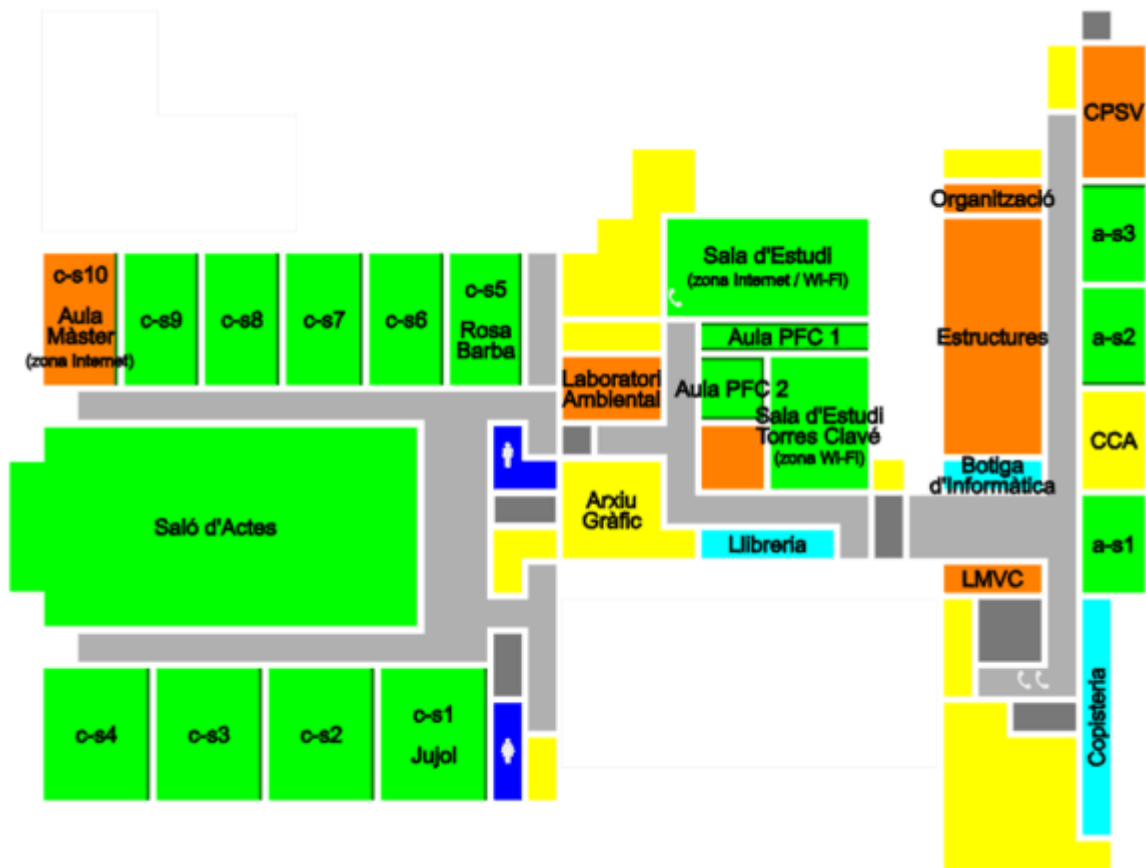 CPSV
Organització
a-s3
Sala d'Estudi
(zona Internet / Wi-Fi)
c-s10
Aula
Màster
(zona Internet)
c-s9
c-s8
c-s7
c-s6
c-s5
Rosa
Barba
Aula PFC 1
Estructures
a-s2
Laboratori
Ambiental
Aula PFC 2
Sala d'Estudi
Torres Clavé
(zona Wi-Fi)
CCA
Botiga
d'Informàtica
Saló d'Actes
Arxiu
Gràfic
Llibreria
a-s1
LMVC
c-s4
c-s3
c-s2
c-s1
Jujol
Copisteria